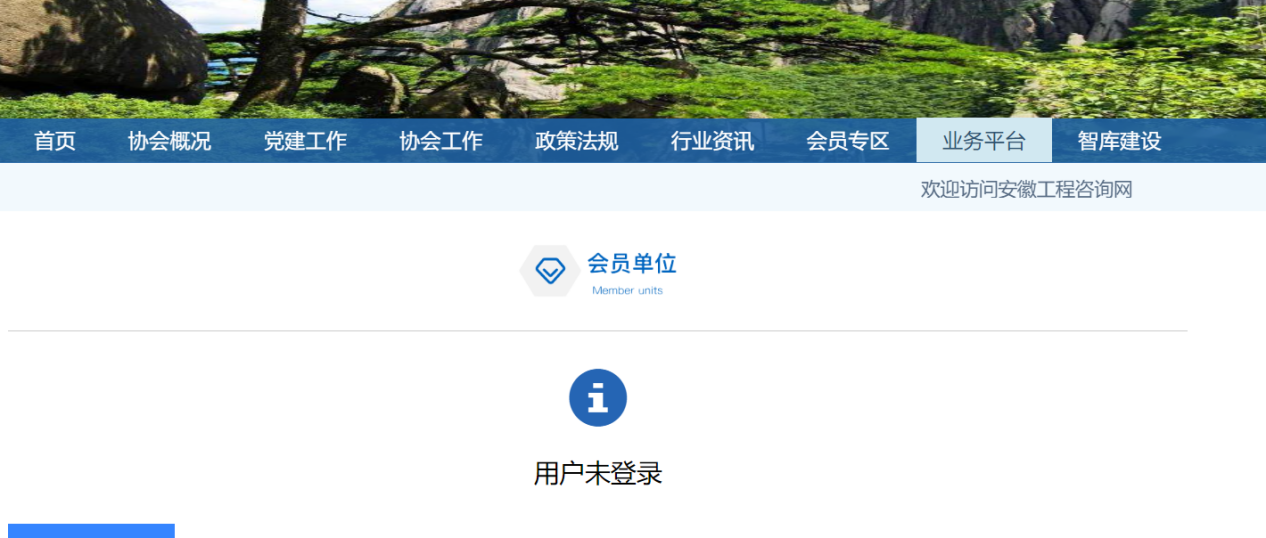 首页 协会概况 党建工作 协会工作 政策法规 行业资讯 会员专区 业务平台 智库建设
欢迎访问安徽工程咨询网
会员单位
Member units
用户未登录